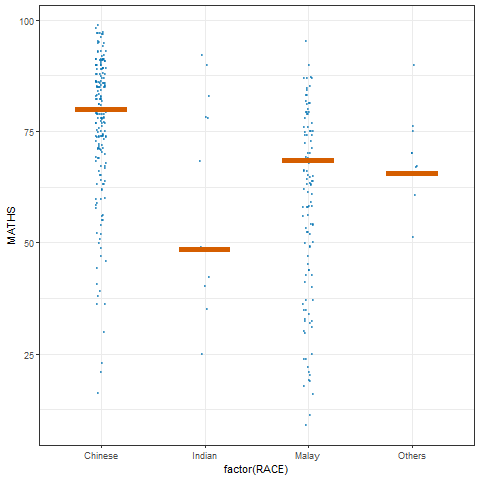 100
75
50
25
MATHS
Chinese
Indian
Malay
Others
factor(RACE)